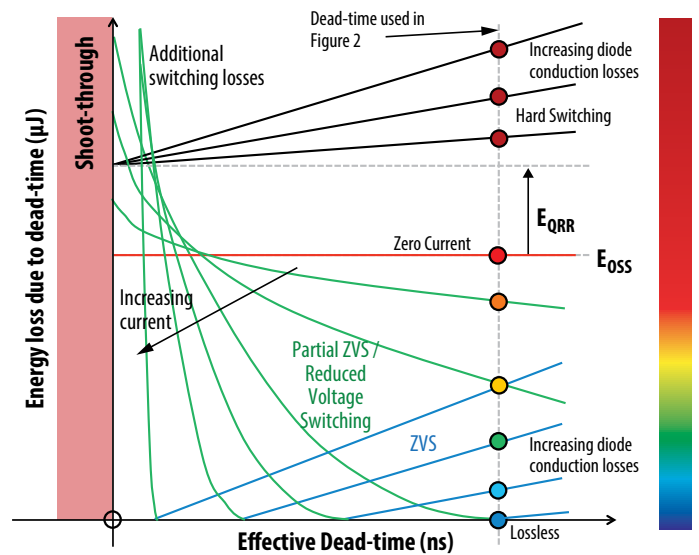 Dead-time used in
Figure 2
Additional
switching losses
Increasing diode
conduction losses
Hard Switching
Shoot-through
Energy loss due to dead-time (µJ)
EQRR
Zero Current
EOSS
Increasing
current
Partial ZVS /
Reduced
Voltage
Switching
ZVS
Increasing diode
conduction losses
Lossless
Effective Dead-time (ns)